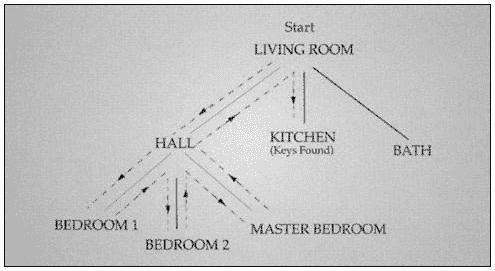 Start
LIVING ROOM
HALL
KITCHEN
(Keys Found)
BATH
BEDROOM 1
BEDROOM 2
MASTER BEDROOM